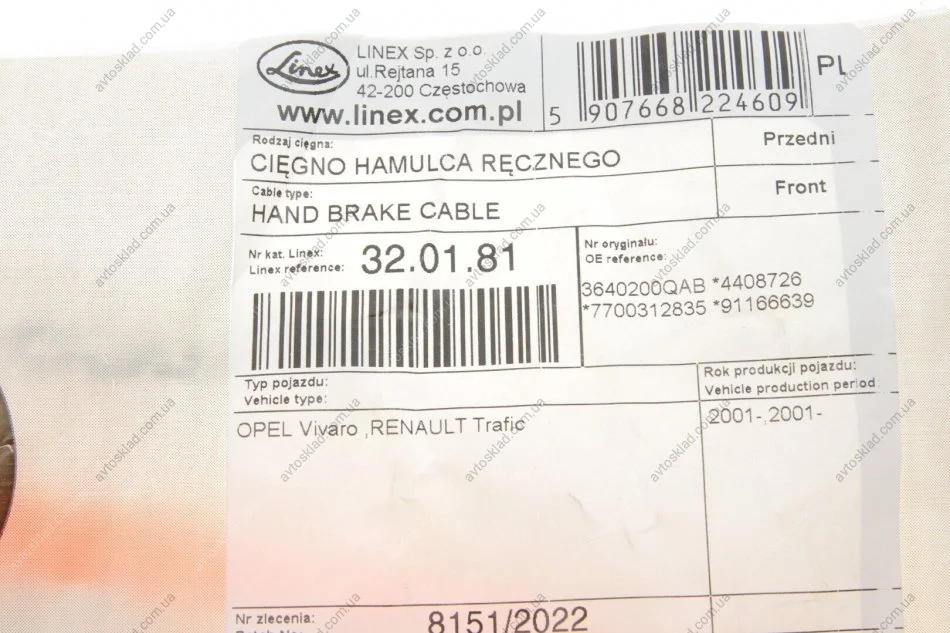 Linex
LINEX Sp. z o.o.
ul.Rejtana 15
42-200 Częstochowa
www.linex.com.pl
5 907668 224609
PL
Rodzaj cięgna:
CIĘGNO HAMULCA RĘCZNEGO
Przedni
Cable type:
HAND BRAKE CABLE
Front
Nr kat. Linex:
Linex reference:
32.01.81
Nr oryginału:
OE reference:
3640200QAB *4408726
*7700312835 *91166639
Typ pojazdu:
Vehicle type:
Rok produkcji pojazdu:
Vehicle production period
OPEL Vivaro ,RENAULT Trafic
2001-,2001-
Nr zlecenia:
8151/2022
avtosklad.com.ua